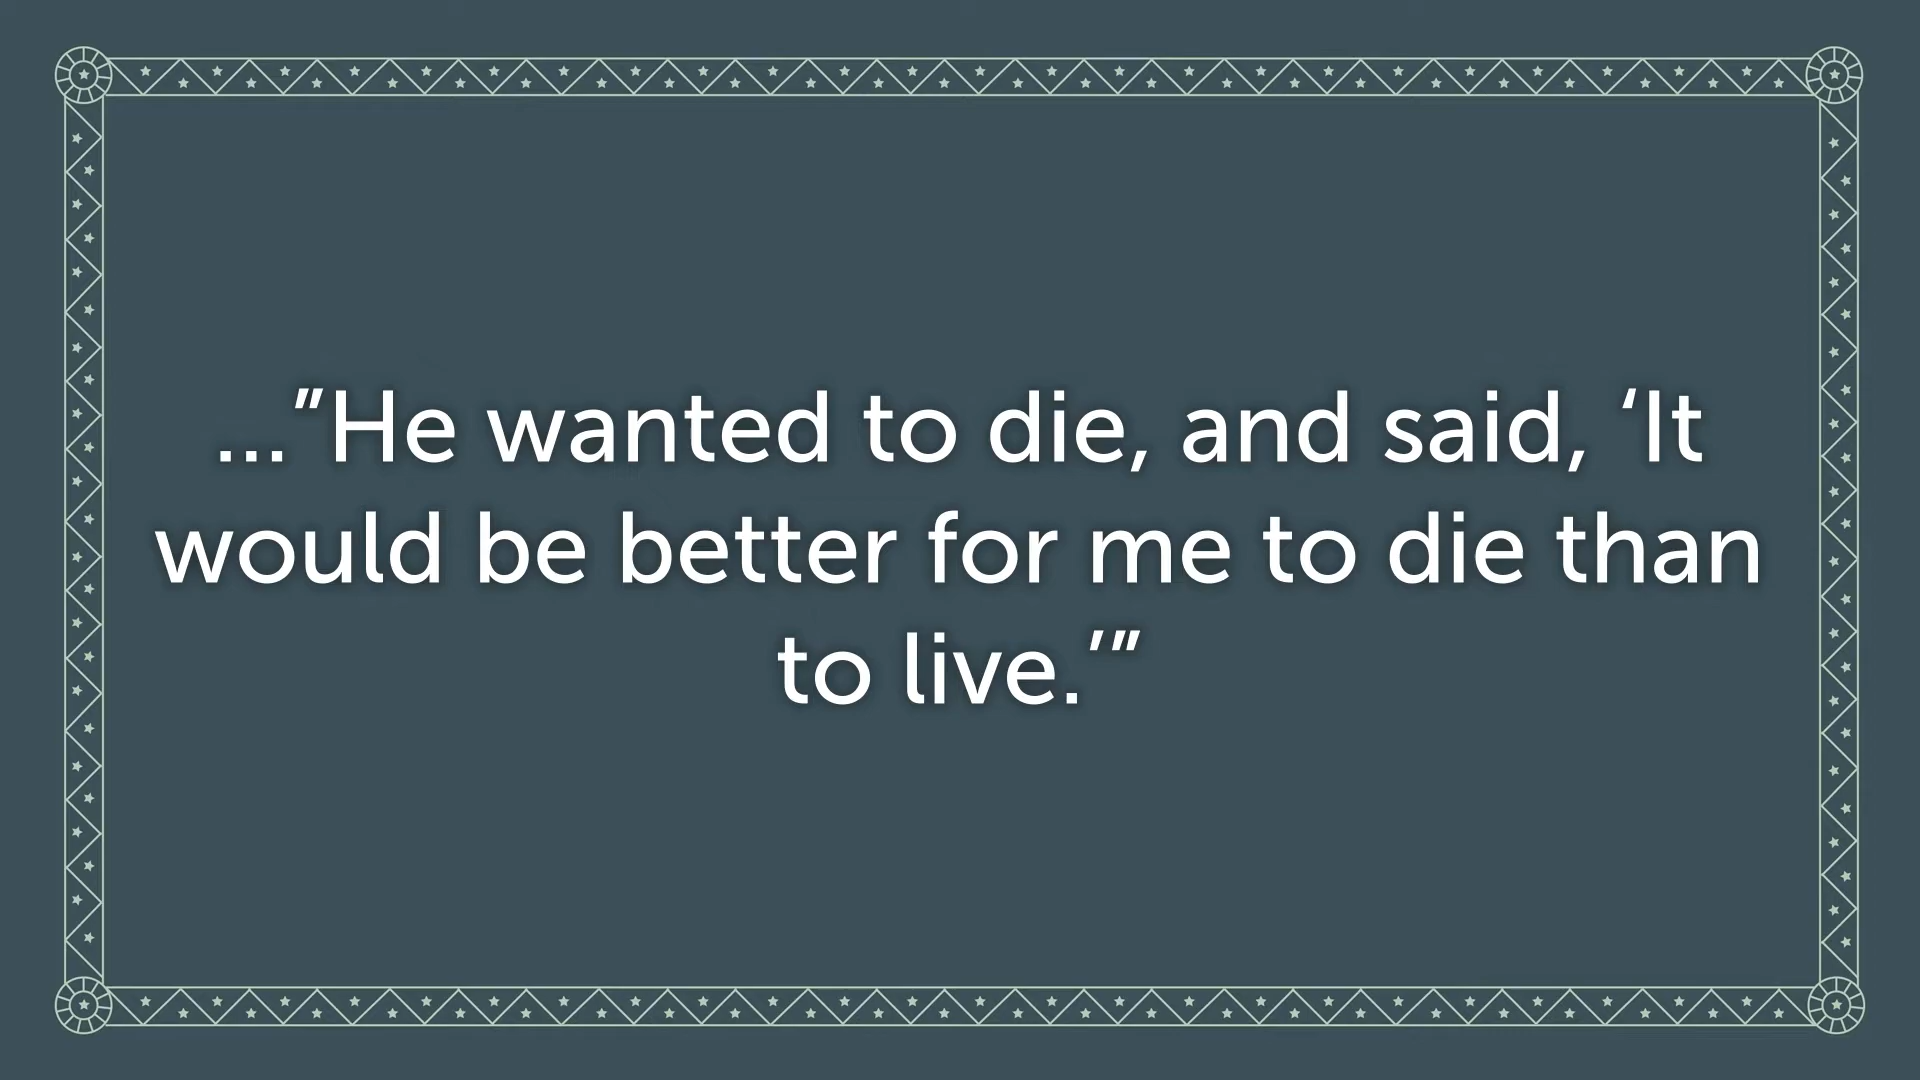 ..."He wanted to die, and said, ‘It
would be better for me to die than
to live.’”